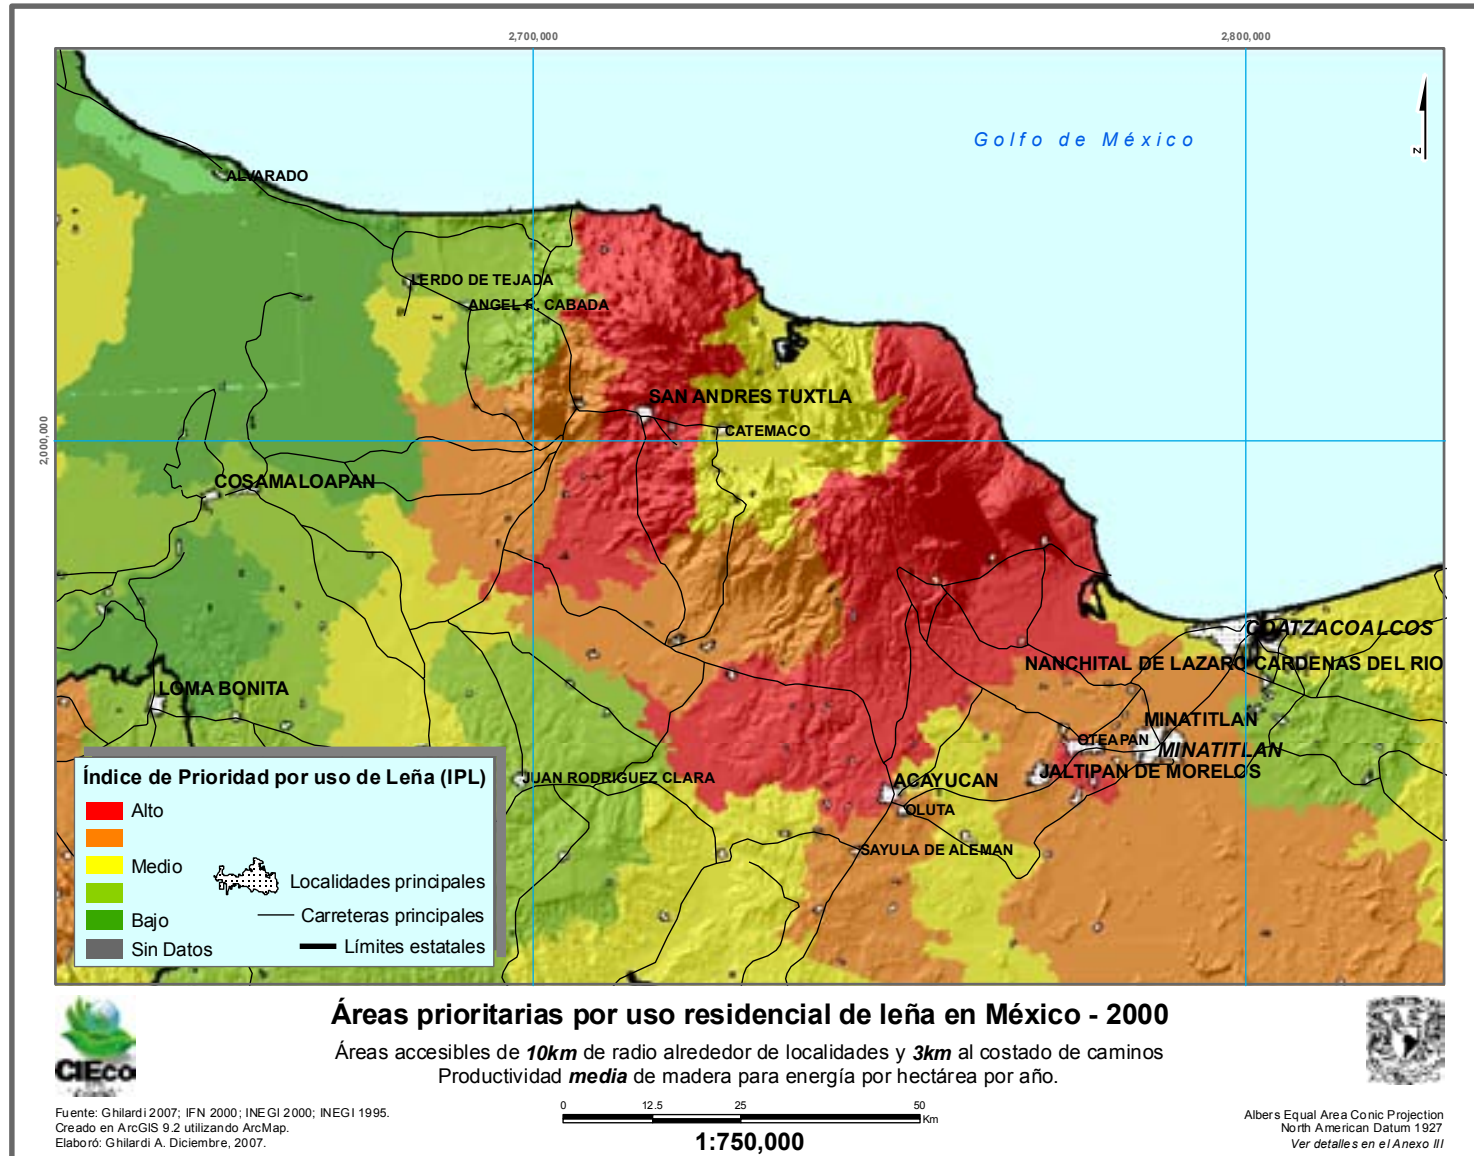 2,700,000
2,800,000
Golfo de México
N
ALVARADO
LERDO DE TEJADA
ANGEL R. CABADA
SAN ANDRES TUXTLA
CATEMACO
2,000,000
COSAMALOAPAN
COATZACOALCOS
NANCHITAL DE LAZARO CARDENAS DEL RIO
LOMA BONITA
MINATITLAN
OTEAPAN
MINATITLAN
JALTIPAN DE MORELOS
JUAN RODRIGUEZ CLARA
ACAYUCAN
OLUTA
SAYULA DE ALEMAN
Índice de Prioridad por uso de Leña (IPL)
Alto
Medio
Bajo
Sin Datos
Localidades principales
Carreteras principales
Límites estatales
CIEco
Áreas prioritarias por uso residencial de leña en México - 2000
Áreas accesibles de 10km de radio alrededor de localidades y 3km al costado de caminos
Productividad media de madera para energía por hectárea por año.
Fuente: Ghilardi 2007; IFN 2000; INEGI 2000; INEGI 1995.
Creado en ArcGIS 9.2 utilizando ArcMap.
Elaboró: Ghilardi A. Diciembre, 2007.
0 12.5 25 50
Km
1:750,000
Albers Equal Area Conic Projection
North American Datum 1927
Ver detalles en el Anexo III